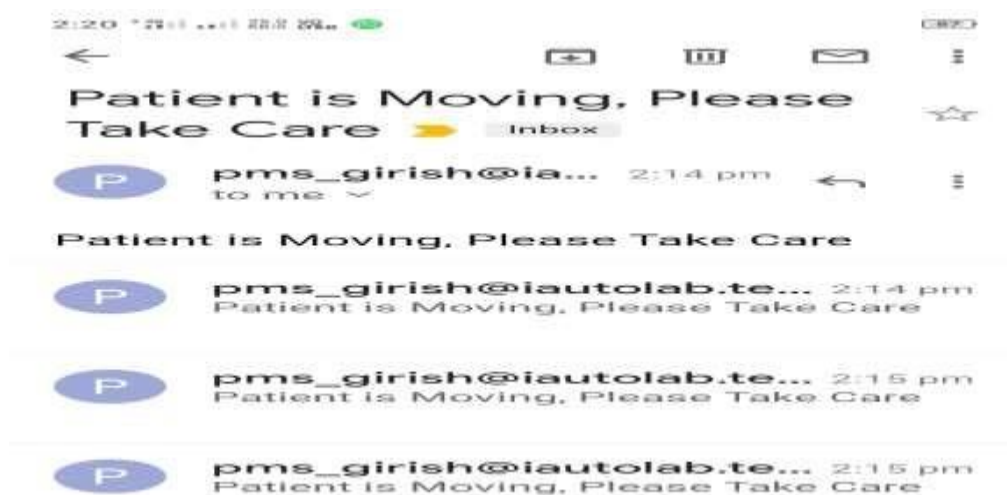 2:20
Patient is Moving, Please
Take Care Inbox
P pms_girish@ia... 2:14 pm
to me
Patient is Moving, Please Take Care
P pms_girish@iautolab.te... 2:14 pm
Patient is Moving, Please Take Care
P pms_girish@iautolab.te... 2:15 pm
Patient is Moving, Please Take Care
P pms_girish@iautolab.te... 2:15 pm
Patient is Moving, Please Take Care